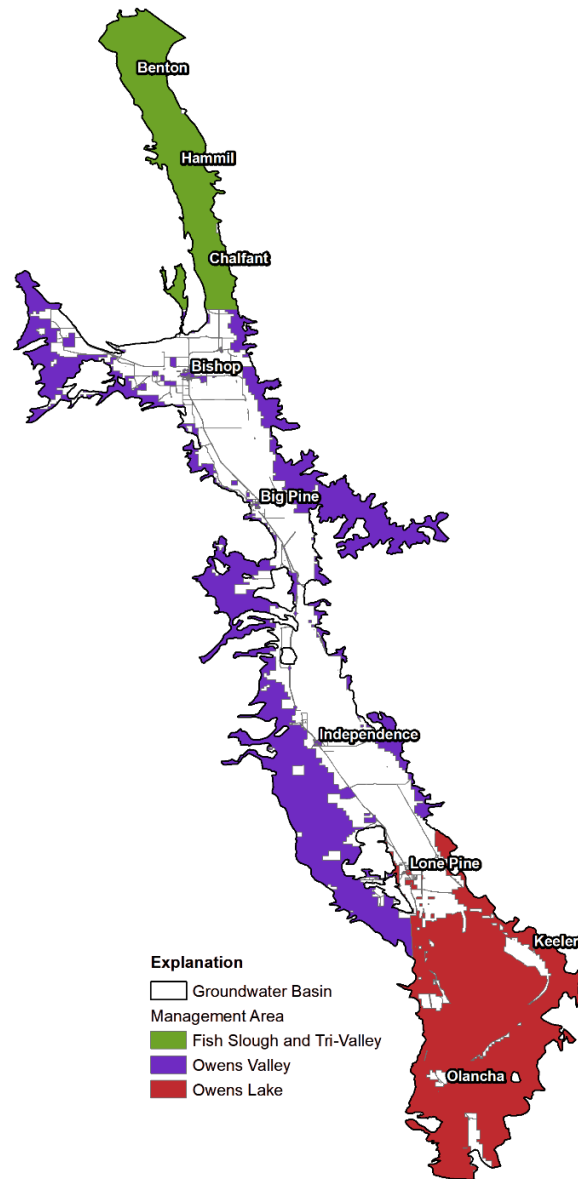 Benton
Hammil
Chalfant
Bishop
Big Pine
Independence
Lone Pine
Keeler
Explanation
Groundwater Basin
Management Area
Fish Slough and Tri-Valley
Owens Valley
Owens Lake
Olancha